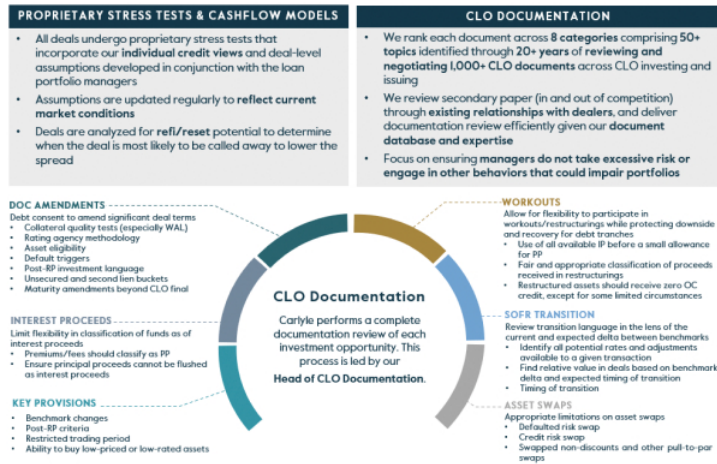 PROPRIETARY STRESS TESTS & CASHFLOW MODELS
• All deals undergo proprietary stress tests that
incorporate our individual credit views and deal-level
assumptions developed in conjunction with the loan
portfolio managers
• Assumptions are updated regularly to reflect current
market conditions
• Deals are analyzed for refi/reset potential to determine
when the deal is most likely to be called away to lower the
spread
CLO DOCUMENTATION
• We rank each document across 8 categories comprising 50+
topics identified through 20+ years of reviewing and
negotiating 1,000+ CLO documents across CLO investing and
issuing
• We review secondary paper (in and out of competition)
through existing relationships with dealers, and deliver
documentation review efficiently given our document
database and expertise
• Focus on ensuring managers do not take excessive risk or
engage in other behaviors that could impair portfolios
DOC AMENDMENTS
Debt consent to amend significant deal terms
• Collateral quality tests (especially WAL)
• Rating agency methodology
• Asset eligibility
• Default triggers
• Post-RP investment language
• Unsecured and second lien buckets
• Maturity amendments beyond CLO final
INTEREST PROCEEDS
Limit flexibility in classification of funds as of
interest proceeds
• Premiums/fees should classify as PP
• Ensure principal proceeds cannot be flushed
as interest proceeds
KEY PROVISIONS
• Benchmark changes
• Post-RP criteria
• Restricted trading period
• Ability to buy low-priced or low-rated assets
CLO Documentation
Carlyle performs a complete
documentation review of each
investment opportunity. This
process is led by our
Head of CLO Documentation.
WORKOUTS
Allow for flexibility to participate in
workouts/restructurings while protecting downside
and recovery for debt tranches
• Use of all available IP before a small allowance
for PP
• Fair and appropriate classification of proceeds
received in restructurings
• Restructured assets should receive zero OC
credit, except for some limited circumstances
SOFR TRANSITION
Review transition language in the lens of the
current and expected delta between benchmarks
• Identify all potential rates and adjustments
available to a given transaction
• Find relative value in deals based on benchmark
delta and expected timing of transition
• Timing of transition
ASSET SWAPS
Appropriate limitations on asset swaps
• Defaulted risk swap
• Credit risk swap
• Swapped non-discounts and other pull-to-par
swaps